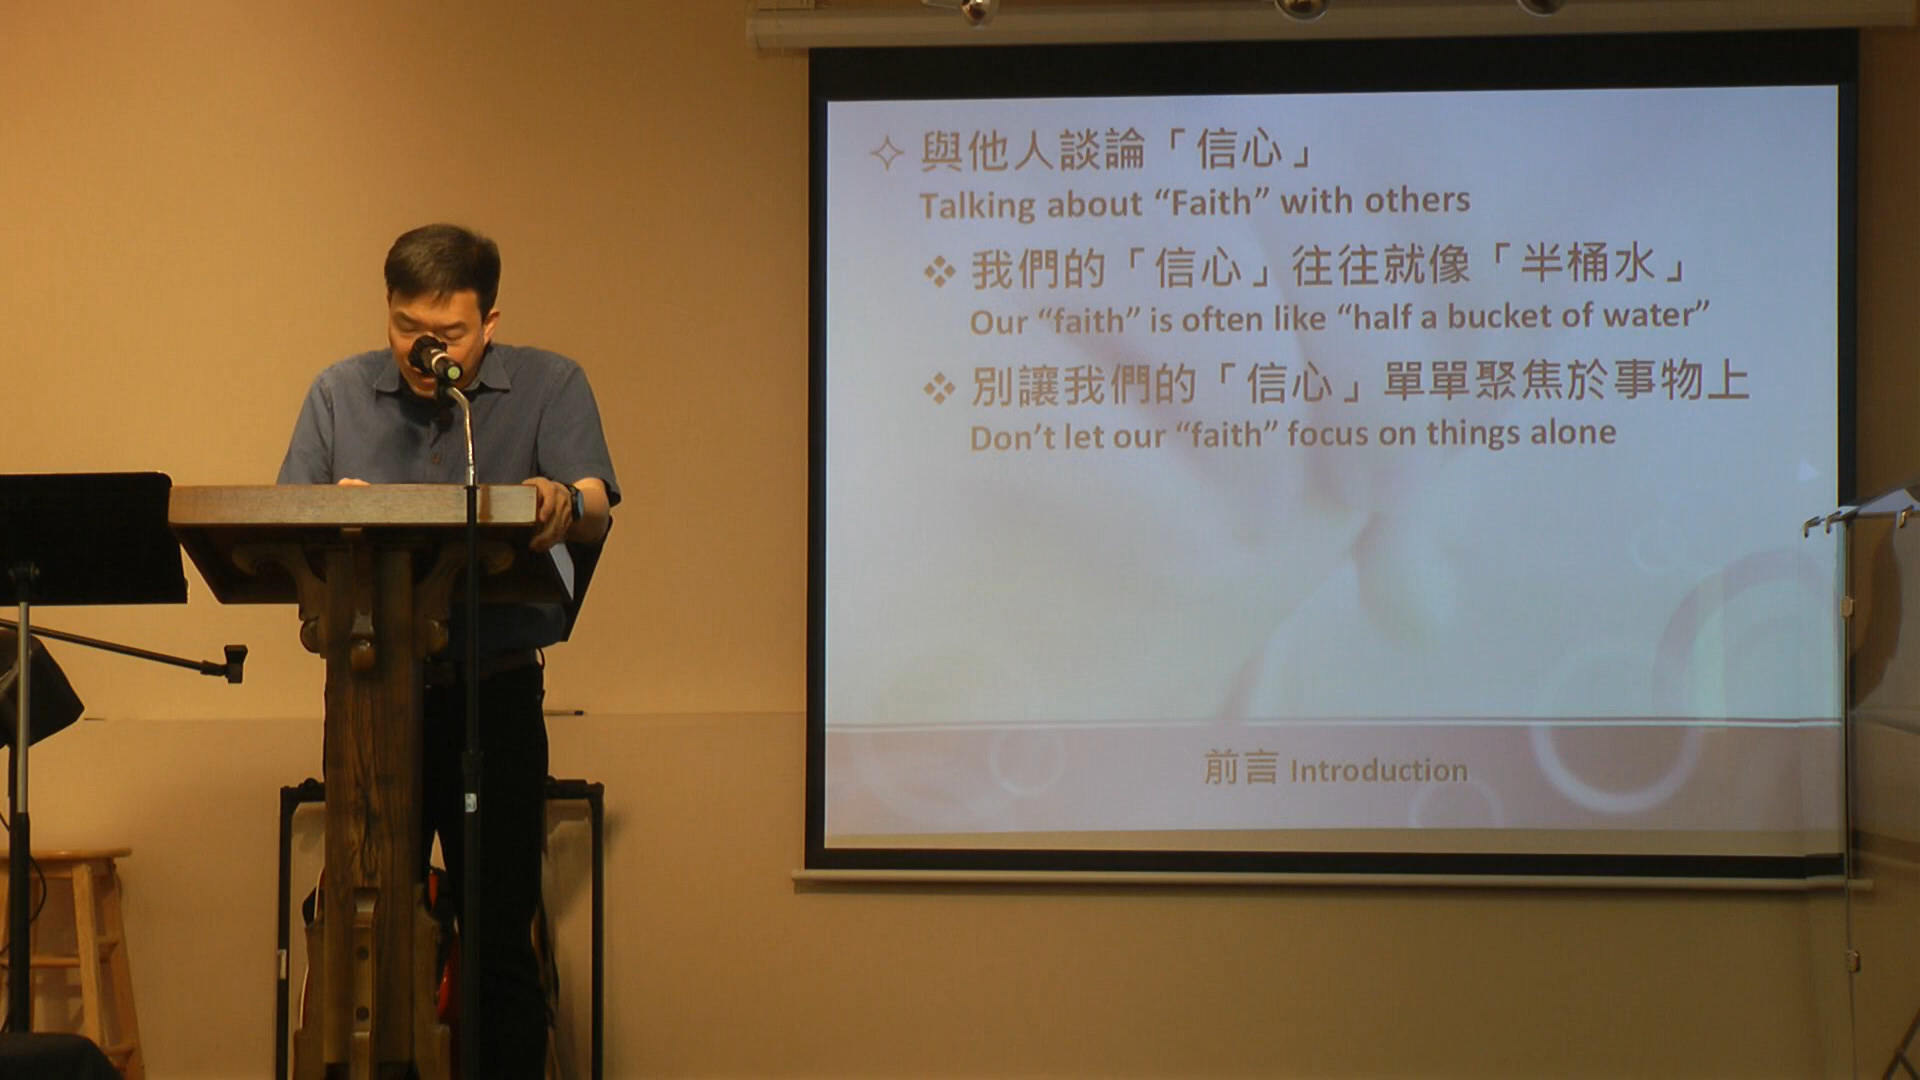 與他人談論「信心」
Talking about “Faith” with others
我們的「信心」往往就像「半桶水」
Our “faith” is often like “half a bucket of water”
別讓我們的「信心」單單聚焦於事物上
Don’t let our “faith” focus on things alone
前言 Introduction